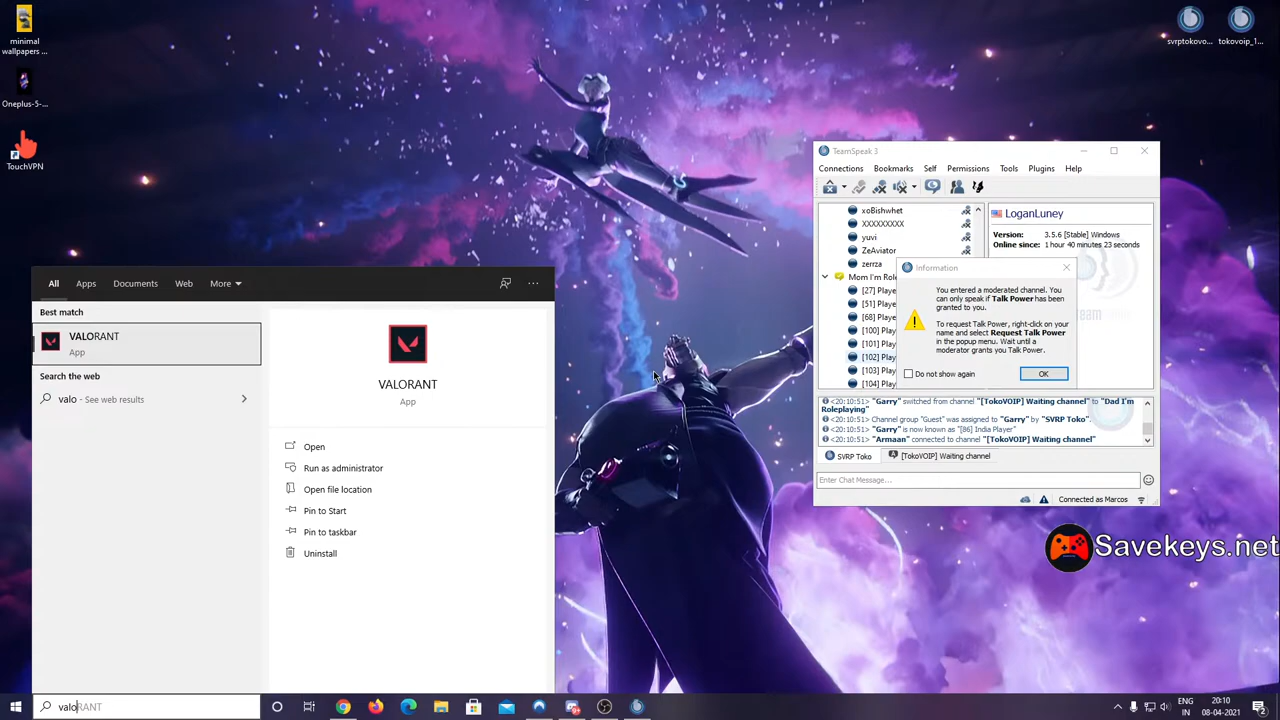 minimal
wallpapers ...
Oneplus-5-...
TouchVPN
svrptokovo...
tokovoip_1...
All
Apps
Documents
Web
More
Best match
VALORANT
App
Search the web
valo - See web results
VALORANT
App
Open
Run as administrator
Open file location
Pin to Start
Pin to taskbar
Uninstall
TeamSpeak 3
Connections
Bookmarks
Self
Permissions
Tools
Plugins
Help
xoBishwhet
XXXXXXXXX
yuvi
ZeAviator
zerrza
Mom I'm Role
[27] Playe
[51] Playe
[68] Playe
[100] Play
[101] Play
[102] Play
[103] Play
[104] Play
LoganLuney
Version: 3.5.6 [Stable] Windows
Online since: 1 hour 40 minutes 23 seconds
Information
You entered a moderated channel. You
can only speak if Talk Power has been
granted to you.
To request Talk Power, right-click on your
name and select Request Talk Power
in the popup menu. Wait until a
moderator grants you Talk Power.
Do not show again
OK
<20:10:51> "Garry" switched from channel "[TokoVOIP] Waiting channel" to "Dad I'm
Roleplaying"
<20:10:51> Channel group "Guest" was assigned to "Garry" by "SVRP Toko".
<20:10:51> "Garry" is now known as "[86] India Player"
<20:10:51> "Armaan" connected to channel "[TokoVOIP] Waiting channel"
SVRP Toko
[TokoVOIP] Waiting channel
Enter Chat Message...
Connected as Marcos
Savekeys.net
valoRANT
ENG
IN
20:10
08-04-2021
2